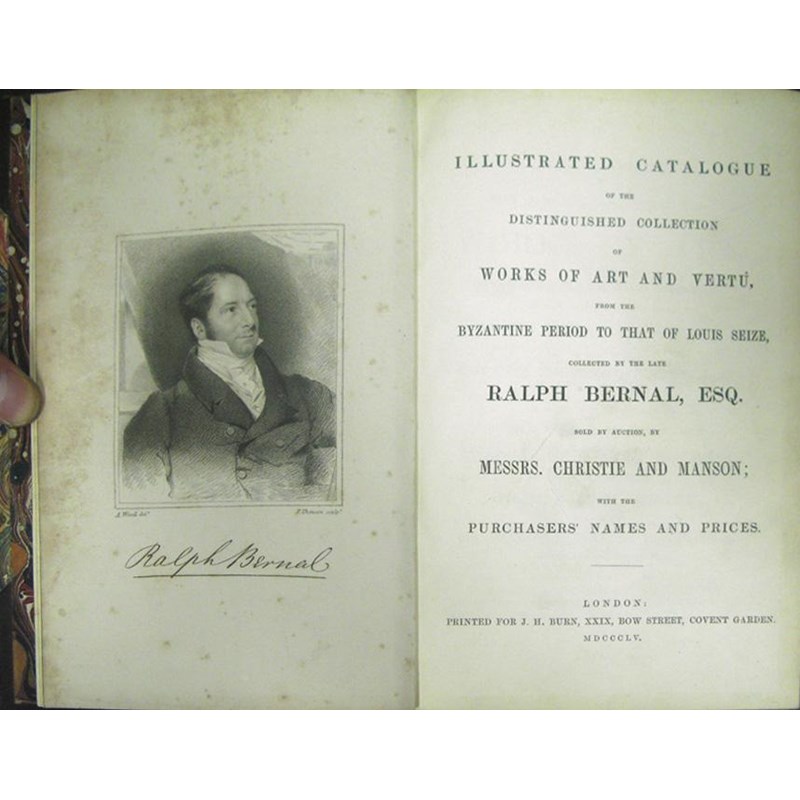 Ralph Bernal
ILLUSTRATED CATALOGUE
OF THE
DISTINGUISHED COLLECTION
OF
WORKS OF ART AND VERTÚ,
FROM THE
BYZANTINE PERIOD TO THAT OF LOUIS SEIZE,
COLLECTED BY THE LATE
RALPH BERNAL, ESQ.
SOLD BY AUCTION, BY
MESSRS. CHRISTIE AND MANSON;
WITH THE
PURCHASERS' NAMES AND PRICES.
LONDON:
PRINTED FOR J. H. BURN, XXIX, BOW STREET, COVENT GARDEN.
MDCCCLV.